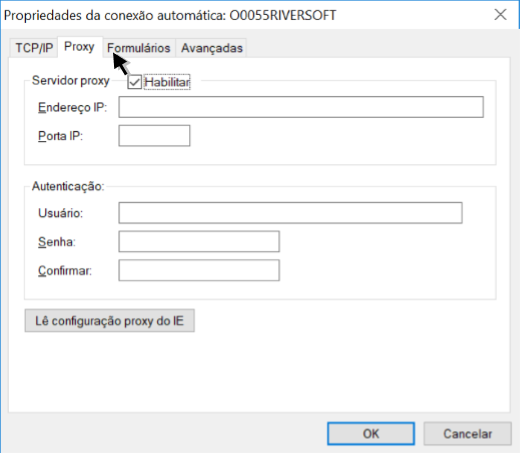 Propriedades da conexão automática: O0055RIVERSOFT
TCP/IP Proxy Formulários Avançadas
Servidor proxy Habilitar
Endereço IP:
Porta IP:
Autenticação:
Usuário:
Senha:
Confirmar:
Lê configuração proxy do IE
OK Cancelar